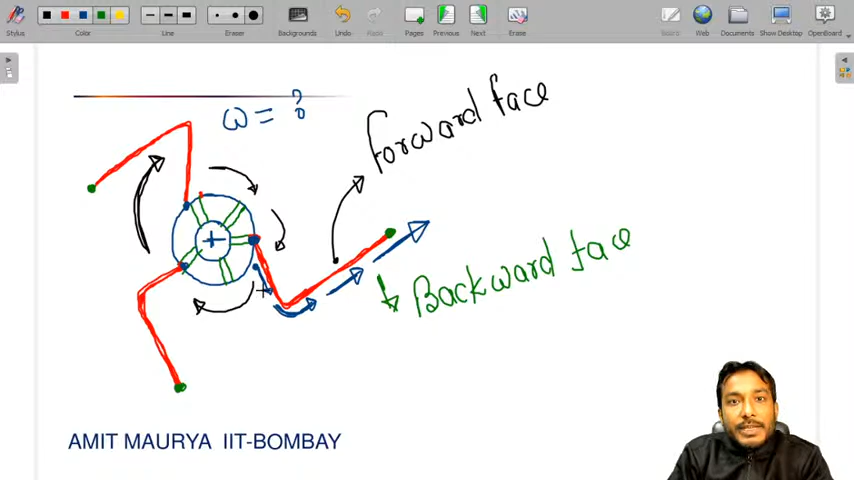 Stylus
Color
Line
Eraser
Backgrounds
Undo
Redo
Pages
Previous
Next
Erase
Board
Web
Documents
Show Desktop
OpenBoard
ω = ?
forward face
Backward face
AMIT MAURYA IIT-BOMBAY